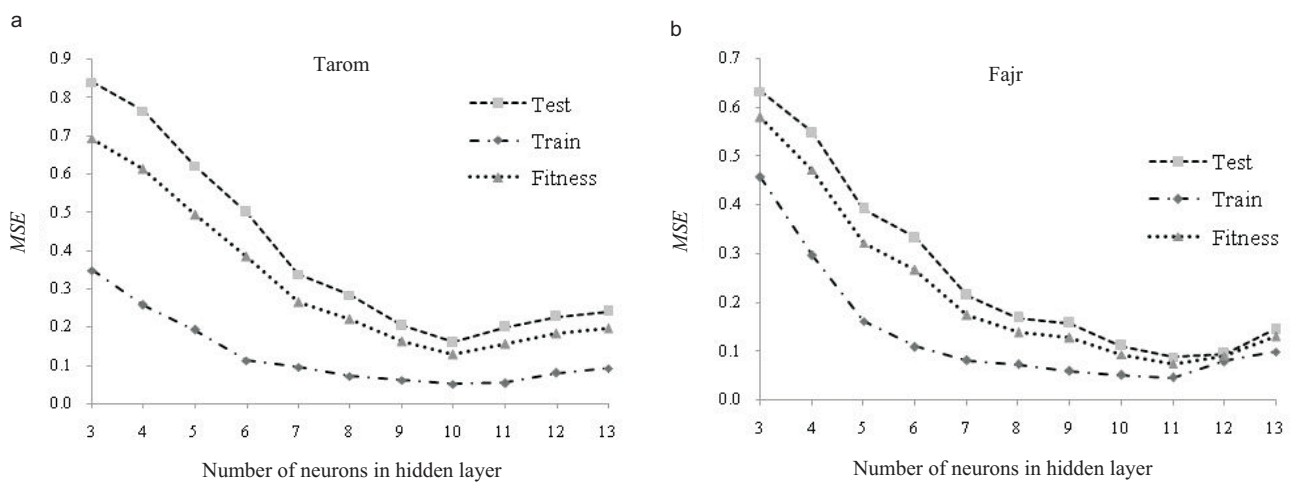 a
Tarom
0.9
0.8
0.7
0.6
0.5
0.4
0.3
0.2
0.1
0.0
MSE
Test
Train
Fitness
3 4 5 6 7 8 9 10 11 12 13
Number of neurons in hidden layer
b
Fajr
0.7
0.6
0.5
0.4
0.3
0.2
0.1
0.0
MSE
Test
Train
Fitness
3 4 5 6 7 8 9 10 11 12 13
Number of neurons in hidden layer